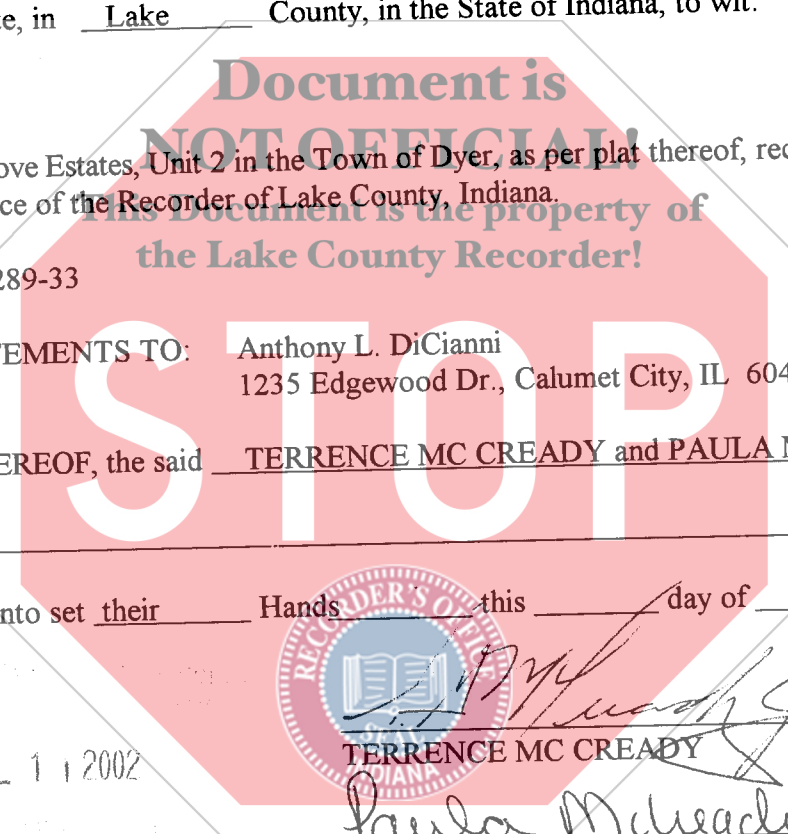 te, in Lake County, in the State of Indiana, to wit:
Document is
NOT OFFICIAL!
ove Estates, Unit 2 in the Town of Dyer, as per plat thereof, rec
ce of the Recorder of Lake County, Indiana.
This Document is the property of
the Lake County Recorder!
289-33
TEMENTS TO: Anthony L. DiCianni
1235 Edgewood Dr., Calumet City, IL 604
STOP
EREOF, the said TERRENCE MC CREADY and PAULA M
nto set their Hands this day of
RECORDER'S OFFICE
SEAL
INDIANA
TERRENCE MC CREADY
1 1 2002
Paula McCready